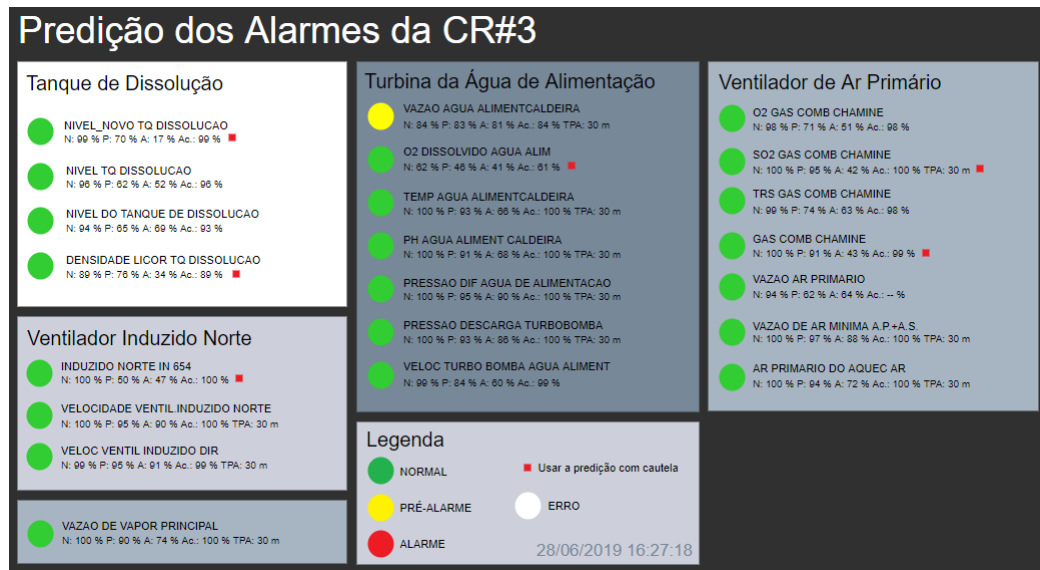 Predição dos Alarmes da CR#3
Tanque de Dissolução
NIVEL_NOVO TQ DISSOLUCAO
N: 99 % P: 70 % A: 17 % Ac.: 99 %
NIVEL TQ DISSOLUCAO
N: 96 % P: 62 % A: 52 % Ac.: 96 %
NIVEL DO TANQUE DE DISSOLUCAO
N: 94 % P: 65 % A: 69 % Ac.: 93 %
DENSIDADE LICOR TQ DISSOLUCAO
N: 89 % P: 76 % A: 34 % Ac.: 89 %
Ventilador Induzido Norte
INDUZIDO NORTE IN 654
N: 100 % P: 50 % A: 47 % Ac.: 100 %
VELOCIDADE VENTIL.INDUZIDO NORTE
N: 100 % P: 95 % A: 90 % Ac.: 100 % TPA: 30 m
VELOC VENTIL INDUZIDO DIR
N: 99 % P: 95 % A: 91 % Ac.: 99 % TPA: 30 m
VAZAO DE VAPOR PRINCIPAL
N: 100 % P: 90 % A: 74 % Ac.: 100 % TPA: 30 m
Turbina da Água de Alimentação
VAZAO AGUA ALIMENTCALDEIRA
N: 84 % P: 83 % A: 81 % Ac.: 84 % TPA: 30 m
O2 DISSOLVIDO AGUA ALIM
N: 62 % P: 46 % A: 41 % Ac.: 61 %
TEMP AGUA ALIMENTCALDEIRA
N: 100 % P: 93 % A: 66 % Ac.: 100 % TPA: 30 m
PH AGUA ALIMENT CALDEIRA
N: 100 % P: 91 % A: 68 % Ac.: 100 % TPA: 30 m
PRESSAO DIF AGUA DE ALIMENTACAO
N: 100 % P: 95 % A: 90 % Ac.: 100 % TPA: 30 m
PRESSAO DESCARGA TURBOBOMBA
N: 100 % P: 93 % A: 86 % Ac.: 100 % TPA: 30 m
VELOC TURBO BOMBA AGUA ALIMENT
N: 99 % P: 84 % A: 60 % Ac.: 99 %
Legenda
NORMAL
Usar a predição com cautela
PRÉ-ALARME
ERRO
ALARME
28/06/2019 16:27:18
Ventilador de Ar Primário
O2 GAS COMB CHAMINE
N: 98 % P: 71 % A: 51 % Ac.: 98 %
SO2 GAS COMB CHAMINE
N: 100 % P: 95 % A: 42 % Ac.: 100 % TPA: 30 m
TRS GAS COMB CHAMINE
N: 99 % P: 74 % A: 63 % Ac.: 98 %
GAS COMB CHAMINE
N: 100 % P: 91 % A: 43 % Ac.: 99 %
VAZAO AR PRIMARIO
N: 94 % P: 62 % A: 64 % Ac.: -- %
VAZAO DE AR MINIMA A.P.+A.S.
N: 100 % P: 97 % A: 88 % Ac.: 100 % TPA: 30 m
AR PRIMARIO DO AQUEC AR
N: 100 % P: 94 % A: 72 % Ac.: 100 % TPA: 30 m